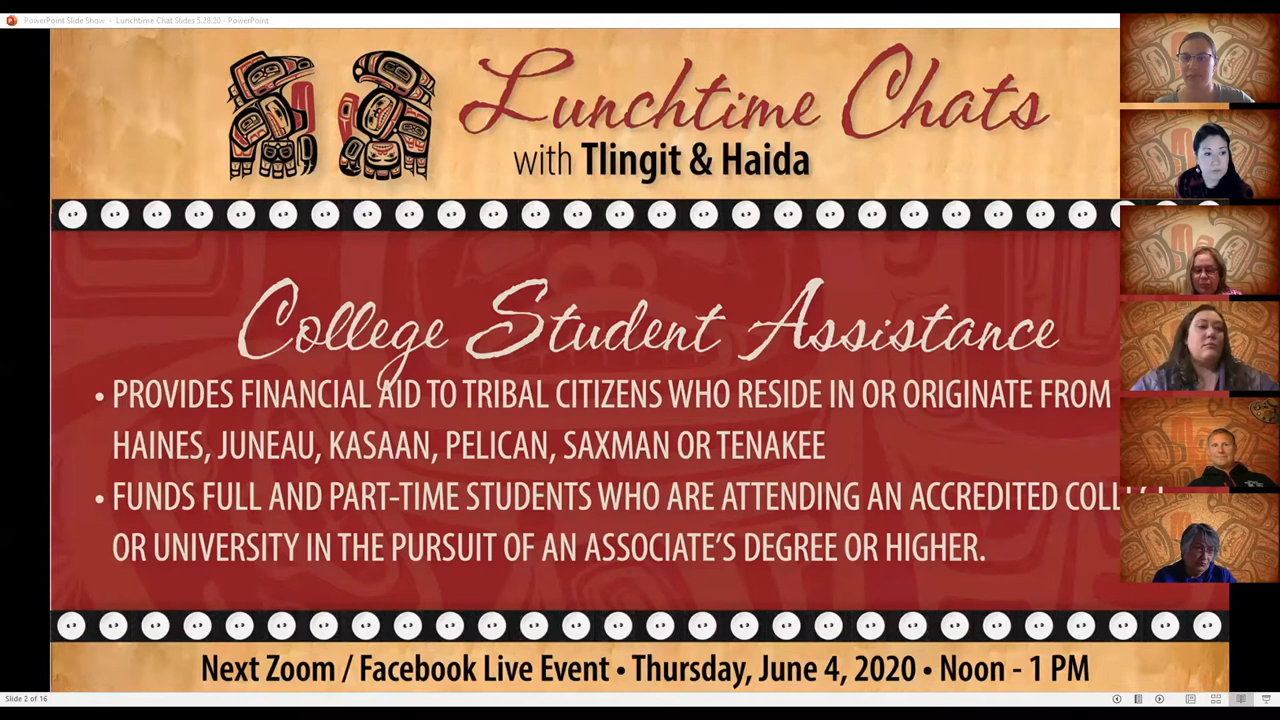 PowerPoint Slide Show - Lunchtime Chat Slides 5.28.20 - PowerPoint
Lunchtime Chats
with Tlingit & Haida
College Student Assistance
• PROVIDES FINANCIAL AID TO TRIBAL CITIZENS WHO RESIDE IN OR ORIGINATE FROM
HAINES, JUNEAU, KASAAN, PELICAN, SAXMAN OR TENAKEE
• FUNDS FULL AND PART-TIME STUDENTS WHO ARE ATTENDING AN ACCREDITED
OR UNIVERSITY IN THE PURSUIT OF AN ASSOCIATE'S DEGREE OR HIGHER.
Next Zoom / Facebook Live Event • Thursday, June 4, 2020 • Noon - 1 PM
Slide 2 of 16